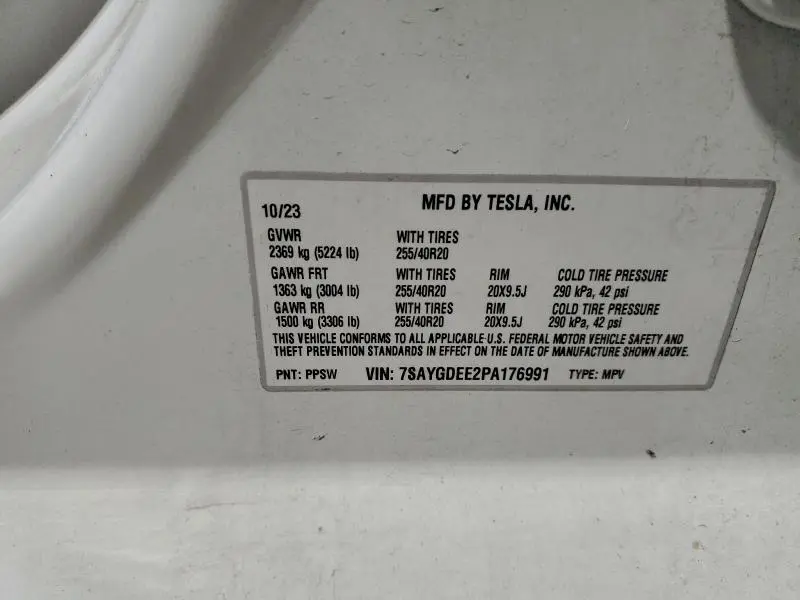 MFD BY TESLA, INC.
10/23
GVWR WITH TIRES
2369 kg (5224 lb) 255/40R20
GAWR FRT WITH TIRES RIM COLD TIRE PRESSURE
1363 kg (3004 lb) 255/40R20 20X9.5J 290 kPa, 42 psi
GAWR RR WITH TIRES RIM COLD TIRE PRESSURE
1500 kg (3306 lb) 255/40R20 20X9.5J 290 kPa, 42 psi
THIS VEHICLE CONFORMS TO ALL APPLICABLE U.S. FEDERAL MOTOR VEHICLE SAFETY AND
THEFT PREVENTION STANDARDS IN EFFECT ON THE DATE OF MANUFACTURE SHOWN ABOVE.
PNT: PPSW VIN: 7SAYGDEE2PA176991 TYPE: MPV